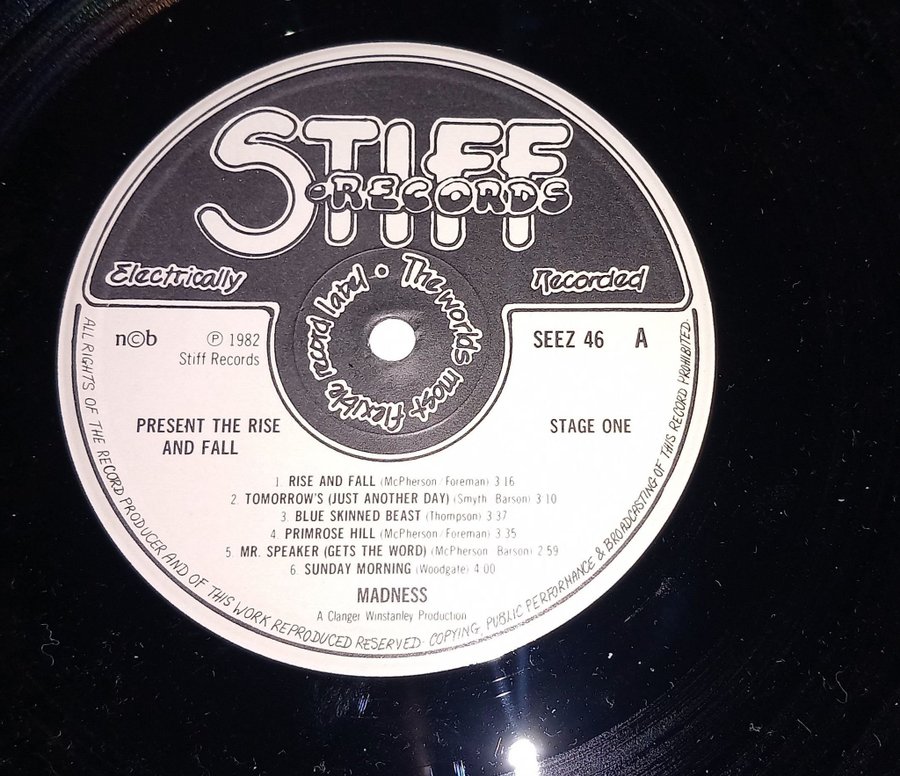 STIFF
RECORDS
Electrically
Recorded
The worlds most flexible record label
n©b
℗ 1982
Stiff Records
SEEZ 46 A
PRESENT THE RISE
AND FALL
STAGE ONE
1. RISE AND FALL (McPherson/Foreman) 3 16
2. TOMORROW'S (JUST ANOTHER DAY) (Smyth Barson) 3 10
3. BLUE SKINNED BEAST (Thompson) 3 37
4. PRIMROSE HILL (McPherson/Foreman) 3 35
5. MR. SPEAKER (GETS THE WORD) (McPherson Barson) 2 59
6. SUNDAY MORNING (Woodgate) 4 00
MADNESS
A Clanger Winstanley Production
ALL RIGHTS OF THE RECORD PRODUCER AND OF THIS WORK REPRODUCED RESERVED · COPYING, PUBLIC PERFORMANCE & BROADCASTING OF THIS RECORD PROHIBITED